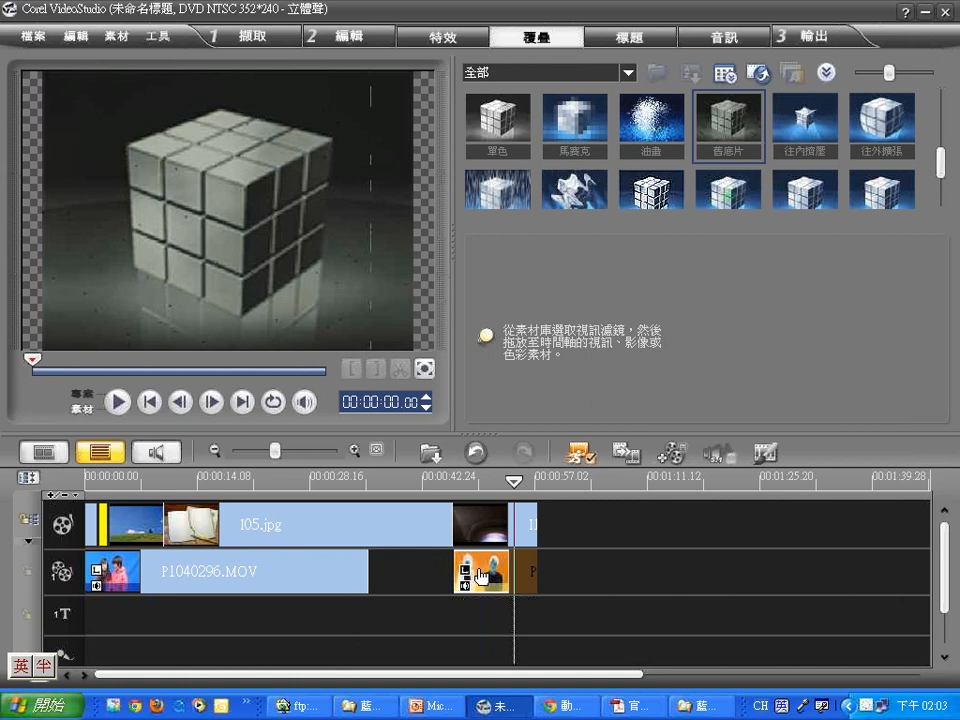 Corel VideoStudio (未命名標題, DVD NTSC 352*240 - 立體聲)
檔案 編輯 素材 工具 1 擷取 2 編輯 特效 覆疊 標題 音訊 3 輸出
全部
單色 馬賽克 油畫 舊底片 往內擠壓 往外擴張
從素材庫選取視訊濾鏡,然後
拖放至時間軸的視訊、影像或
色彩素材。
專案
素材
00:00:00.00
00:00:00.00 00:00:14.08 00:00:28.16 00:00:42.24 00:00:57.02 00:01:11.12 00:01:25.20 00:01:39.28
I05.jpg
P1040296.MOV
1T
英 半
開始 ftp:... 藍... Mic... 未... 動... 官... 藍... CH 下午 02:03